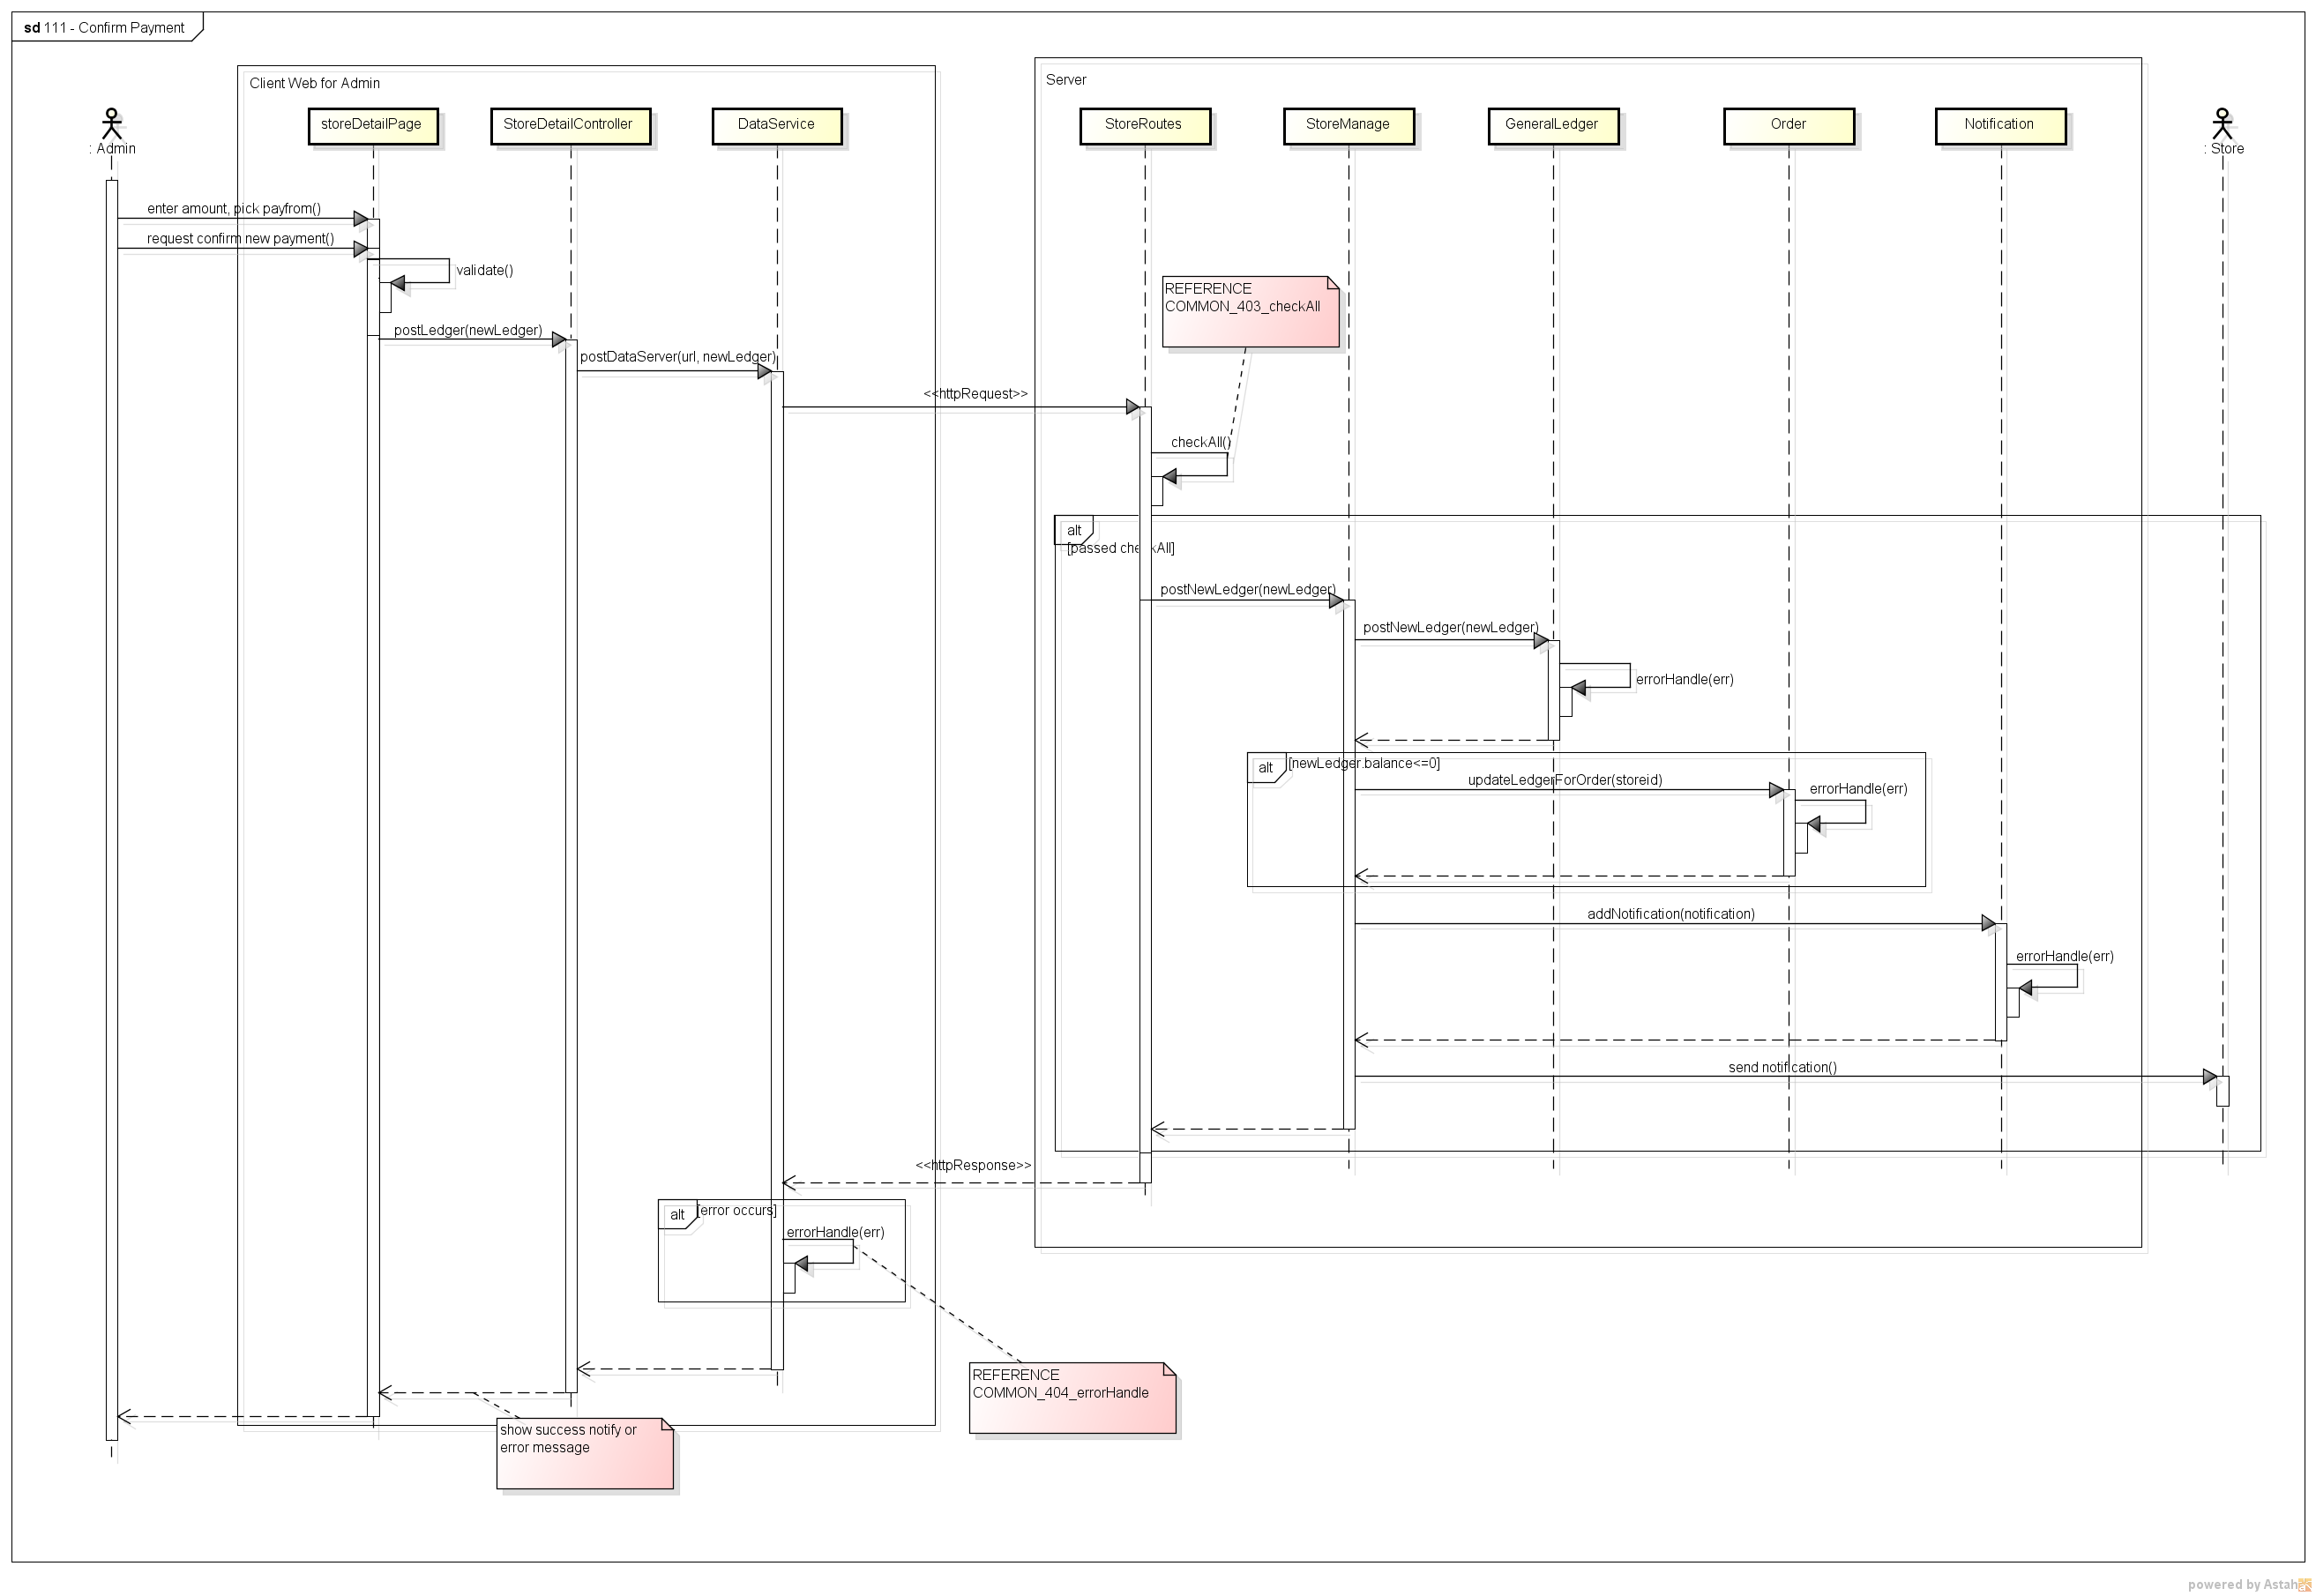 sd 111 - Confirm Payment
Client Web for Admin
Server
: Admin
storeDetailPage
StoreDetailController
DataService
StoreRoutes
StoreManage
GeneralLedger
Order
Notification
: Store
enter amount, pick payfrom()
request confirm new payment()
validate()
REFERENCE
COMMON_403_checkAll
postLedger(newLedger)
postDataServer(url, newLedger)
<<httpRequest>>
checkAll()
alt
[passed checkAll]
postNewLedger(newLedger)
postNewLedger(newLedger)
errorHandle(err)
alt
[newLedger.balance<=0]
updateLedgerForOrder(storeid)
errorHandle(err)
addNotification(notification)
errorHandle(err)
send notification()
<<httpResponse>>
alt
[error occurs]
errorHandle(err)
REFERENCE
COMMON_404_errorHandle
show success notify or
error message
powered by Astah